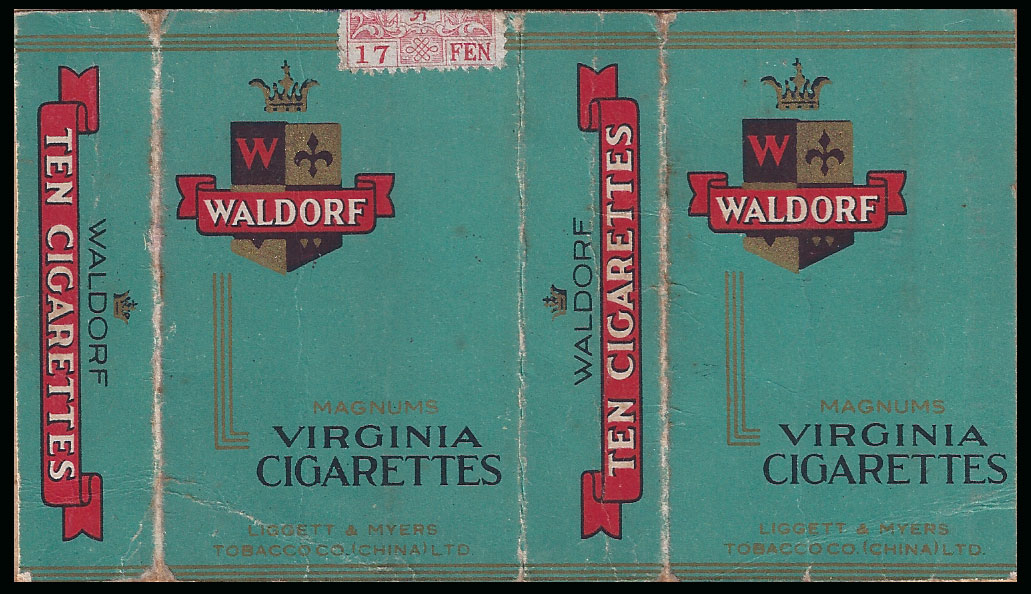 TEN CIGARETTES
WALDORF
17 FEN
W
WALDORF
MAGNUMS
VIRGINIA
CIGARETTES
LIGGETT & MYERS
TOBACCO CO. (CHINA) LTD.
WALDORF
TEN CIGARETTES
W
WALDORF
MAGNUMS
VIRGINIA
CIGARETTES
LIGGETT & MYERS
TOBACCO CO. (CHINA) LTD.